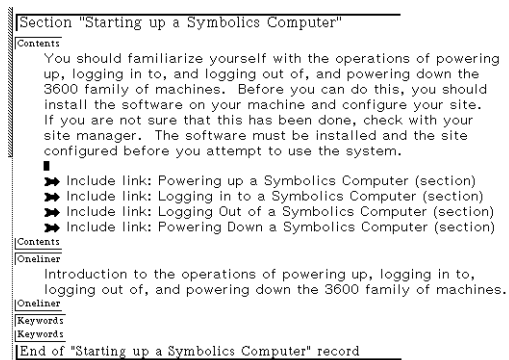 Section "Starting up a Symbolics Computer"
Contents
You should familiarize yourself with the operations of powering
up, logging in to, and logging out of, and powering down the
3600 family of machines. Before you can do this, you should
install the software on your machine and configure your site.
If you are not sure that this has been done, check with your
site manager. The software must be installed and the site
configured before you attempt to use the system.
Include link: Powering up a Symbolics Computer (section)
Include link: Logging in to a Symbolics Computer (section)
Include link: Logging Out of a Symbolics Computer (section)
Include link: Powering Down a Symbolics Computer (section)
Contents
Oneliner
Introduction to the operations of powering up, logging in to,
logging out of, and powering down the 3600 family of machines.
Oneliner
Keywords
Keywords
End of "Starting up a Symbolics Computer" record